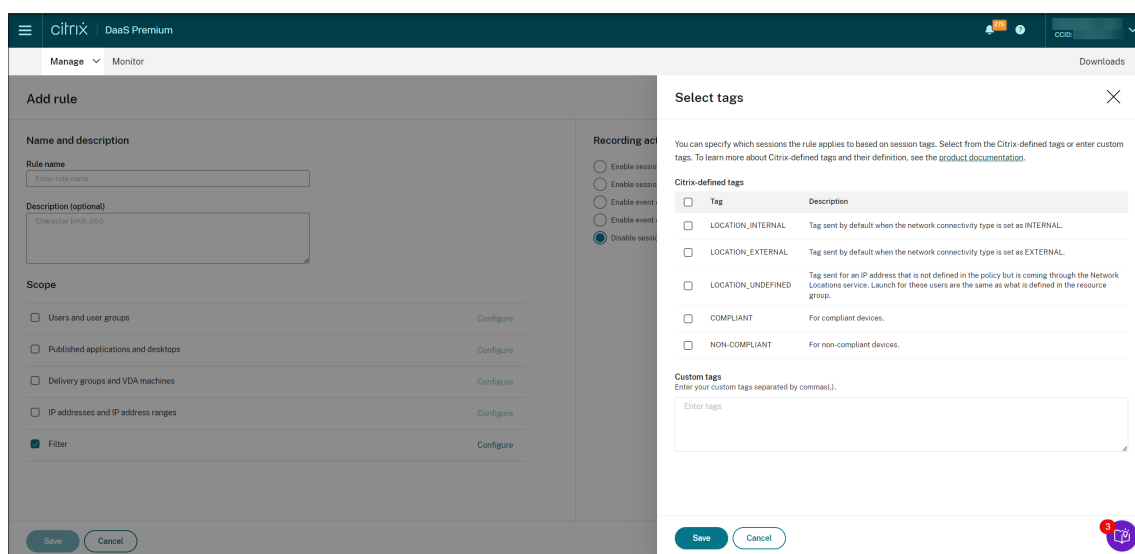 citrix | DaaS Premium
275
?
CCID:
Manage
Monitor
Downloads
Add rule
Name and description
Rule name
Enter rule name
Description (optional)
Character limit: 300
Scope
Users and user groups
Configure
Published applications and desktops
Configure
Delivery groups and VDA machines
Configure
IP addresses and IP address ranges
Configure
Filter
Configure
Save
Cancel
Recording act
Enable sessio
Enable sessio
Enable event
Enable event
Disable sessio
Select tags
You can specify which sessions the rule applies to based on session tags. Select from the Citrix-defined tags or enter custom
tags. To learn more about Citrix-defined tags and their definition, see the product documentation.
Citrix-defined tags
Tag
Description
LOCATION_INTERNAL
Tag sent by default when the network connectivity type is set as INTERNAL.
LOCATION_EXTERNAL
Tag sent by default when the network connectivity type is set as EXTERNAL.
LOCATION_UNDEFINED
Tag sent for an IP address that is not defined in the policy but is coming through the Network
Locations service. Launch for these users are the same as what is defined in the resource
group.
COMPLIANT
For compliant devices.
NON-COMPLIANT
For non-compliant devices.
Custom tags
Enter your custom tags separated by commas(,).
Enter tags
Save
Cancel
3